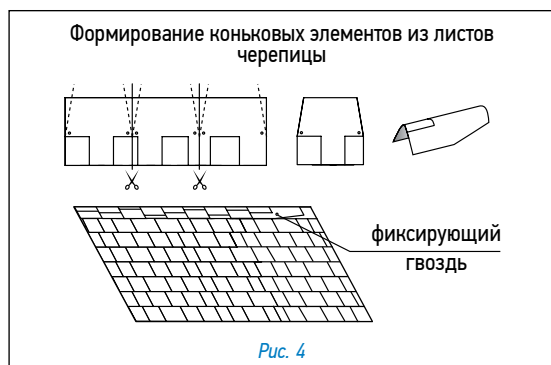 Формирование коньковых элементов из листов
черепицы
фиксирующий
гвоздь
Рис. 4